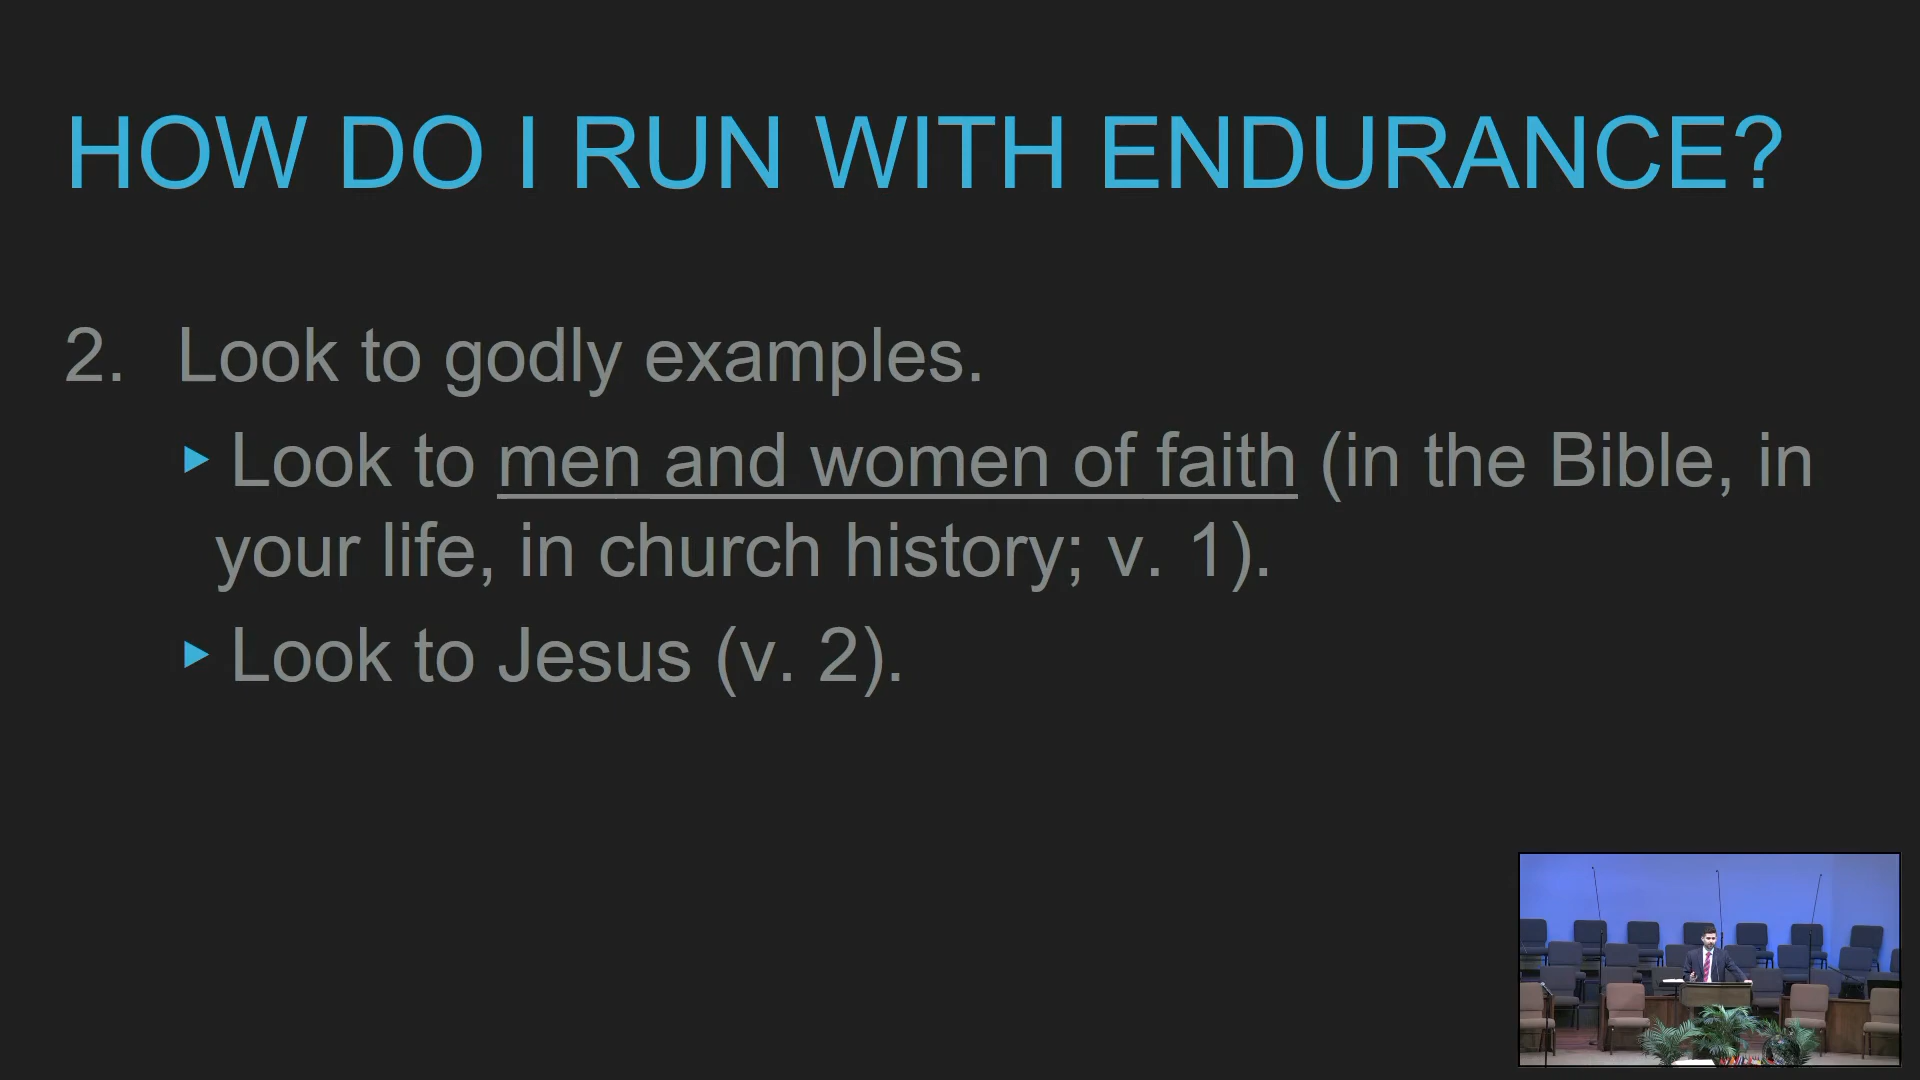 HOW DO I RUN WITH ENDURANCE?
2. Look to godly examples.
▸ Look to men and women of faith (in the Bible, in
your life, in church history; v. 1).
▸ Look to Jesus (v. 2).